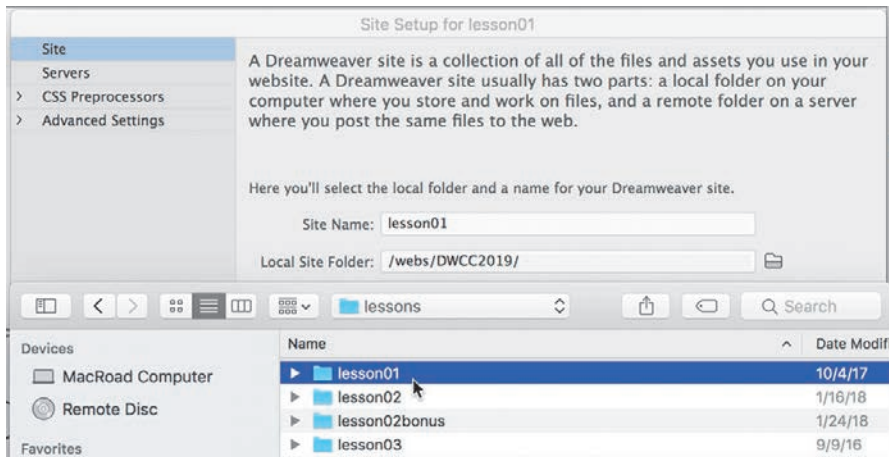 Site Setup for lesson01
Site
Servers
CSS Preprocessors
Advanced Settings
A Dreamweaver site is a collection of all of the files and assets you use in your
website. A Dreamweaver site usually has two parts: a local folder on your
computer where you store and work on files, and a remote folder on a server
where you post the same files to the web.
Here you'll select the local folder and a name for your Dreamweaver site.
Site Name: lesson01
Local Site Folder: /webs/DWCC2019/
lessons
Search
Devices
MacRoad Computer
Remote Disc
Favorites
Name Date Modif
lesson01 10/4/17
lesson02 1/16/18
lesson02bonus 1/24/18
lesson03 9/9/16